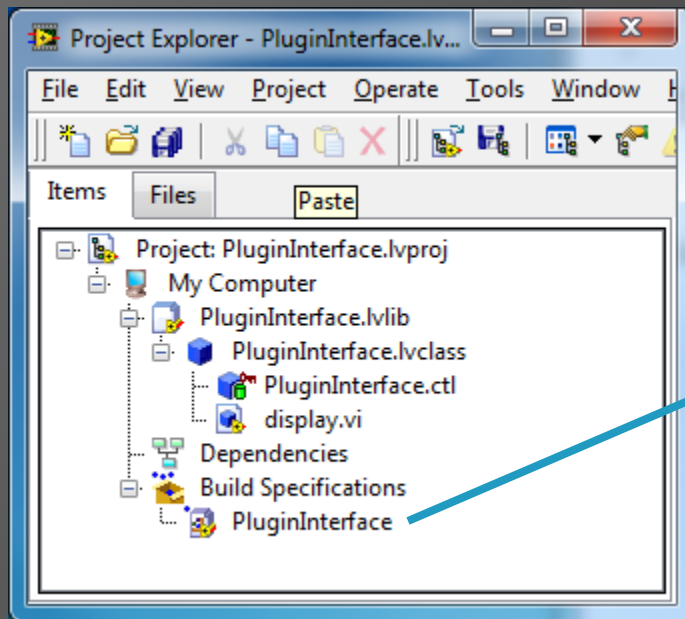 Project Explorer - PluginInterface.lv...
File Edit View Project Operate Tools Window H
Items Files
Paste
Project: PluginInterface.lvproj
My Computer
PluginInterface.lvlib
PluginInterface.lvclass
PluginInterface.ctl
display.vi
Dependencies
Build Specifications
PluginInterface